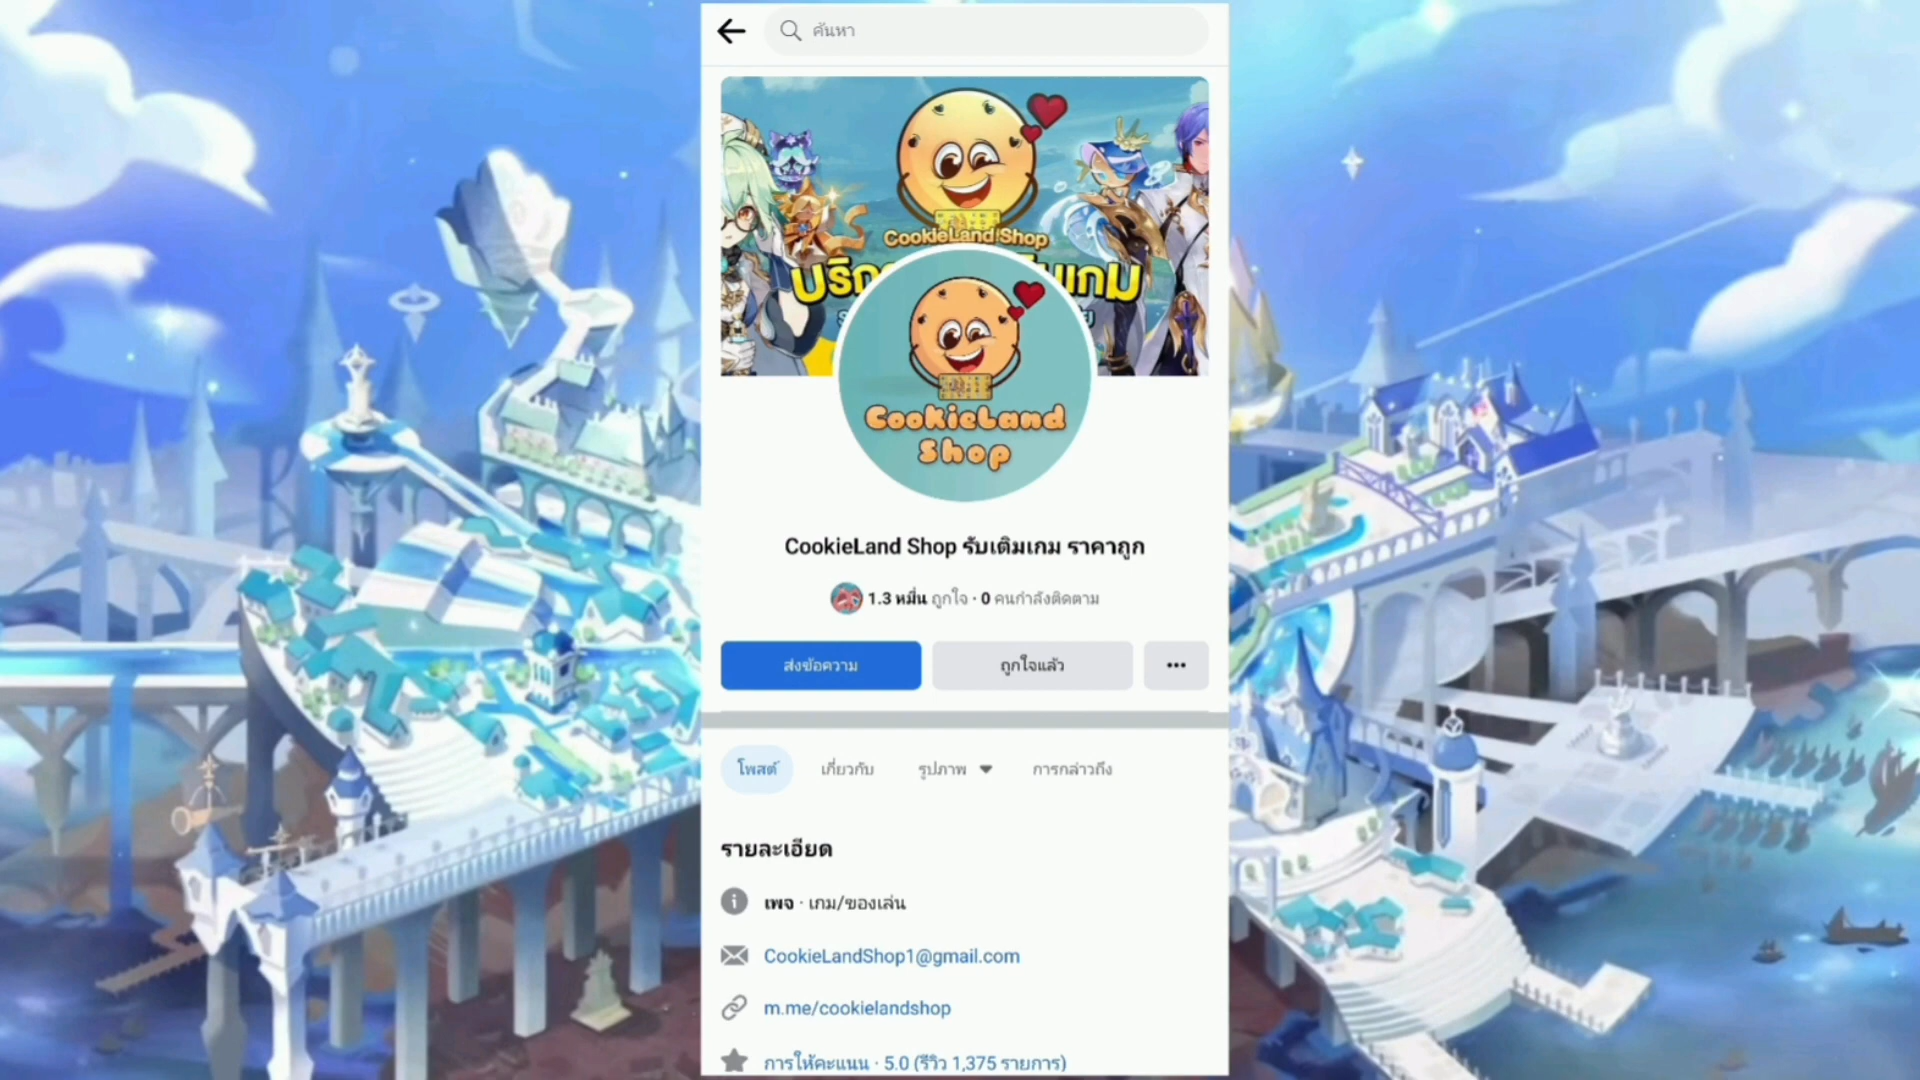 ค้นหา
CookieLand Shop
CookieLand
Shop
CookieLand Shop รับเติมเกม ราคาถูก
1.3 หมื่น ถูกใจ · 0 คนกำลังติดตาม
ส่งข้อความ
ถูกใจแล้ว
โพสต์
เกี่ยวกับ
รูปภาพ
การกล่าวถึง
รายละเอียด
เพจ · เกม/ของเล่น
CookieLandShop1@gmail.com
m.me/cookielandshop
การให้คะแนน · 5.0 (รีวิว 1,375 รายการ)